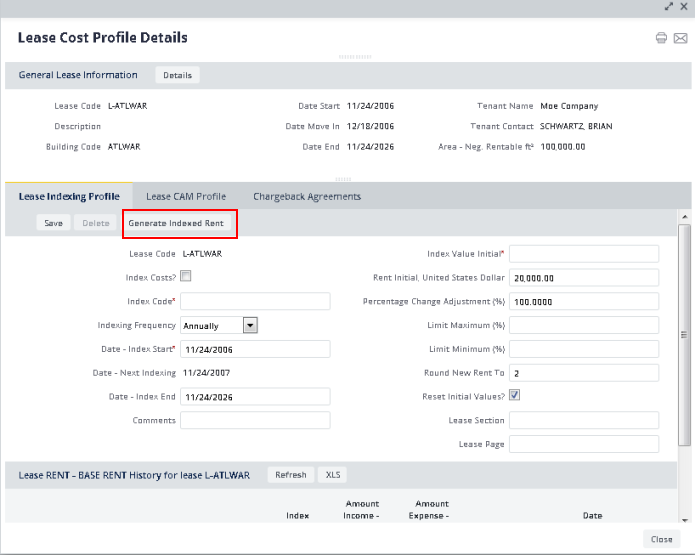 Lease Cost Profile Details
General Lease Information Details
Lease Code L-ATLWAR Date Start 11/24/2006 Tenant Name Moe Company
Description Date Move In 12/18/2006 Tenant Contact SCHWARTZ, BRIAN
Building Code ATLWAR Date End 11/24/2026 Area - Neg. Rentable ft² 100,000.00
Lease Indexing Profile Lease CAM Profile Chargeback Agreements
Save Delete Generate Indexed Rent
Lease Code L-ATLWAR Index Value Initial*
Index Costs? Rent Initial, United States Dollar 20,000.00
Index Code* Percentage Change Adjustment (%) 100.0000
Indexing Frequency Annually Limit Maximum (%)
Date - Index Start* 11/24/2006 Limit Minimum (%)
Date - Next Indexing 11/24/2007 Round New Rent To 2
Date - Index End 11/24/2026 Reset Initial Values?
Comments Lease Section
Lease Page
Lease RENT - BASE RENT History for lease L-ATLWAR Refresh XLS
Index Amount Income - Amount Expense - Date
Close